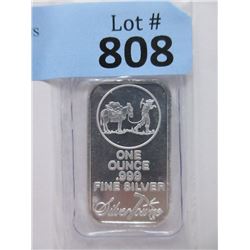 s
Lot #
808
ONE
OUNCE
.999
FINE SILVER
Silvertowne